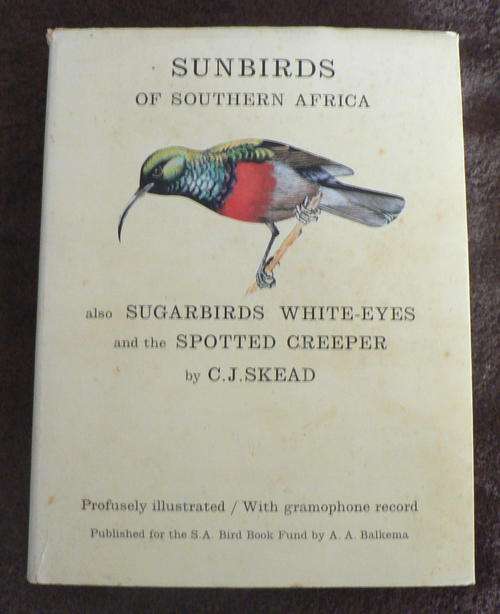 SUNBIRDS
OF SOUTHERN AFRICA
also SUGARBIRDS WHITE-EYES
and the SPOTTED CREEPER
by C.J.SKEAD
Profusely illustrated / With gramophone record
Published for the S.A. Bird Book Fund by A. A. Balkema